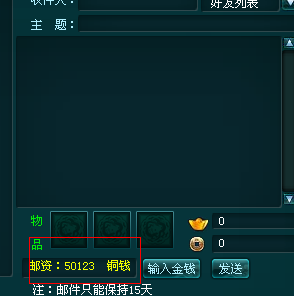 收件人： 好友列表
主 题：
物品
0
0
邮资：50123 铜钱 输入金钱 发送
注：邮件只能保持15天